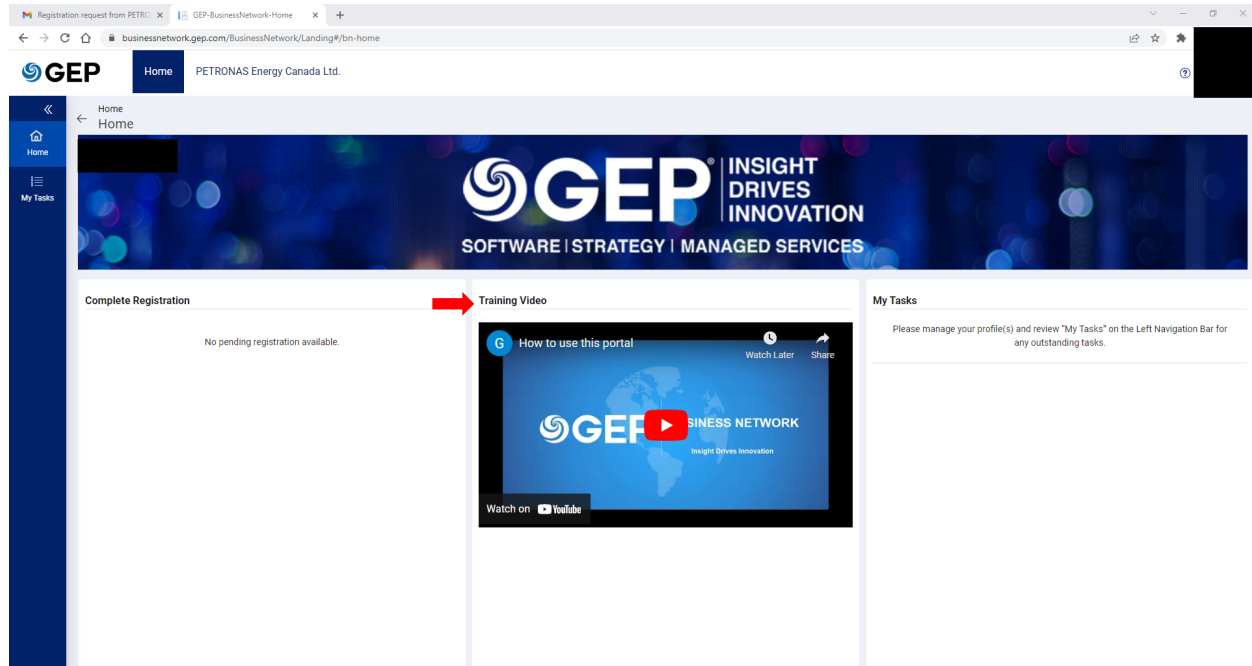 Registration request from PETRO
GEP-BusinessNetwork-Home
businessnetwork.gep.com/BusinessNetwork/Landing#/bn-home
GEP
Home
PETRONAS Energy Canada Ltd.
Home
Home
Home
My Tasks
GEP® INSIGHT
DRIVES
INNOVATION
SOFTWARE | STRATEGY | MANAGED SERVICES
Complete Registration
No pending registration available.
Training Video
G How to use this portal
Watch Later
Share
GEP
SINESS NETWORK
Insight Drives Innovation
Watch on YouTube
My Tasks
Please manage your profile(s) and review "My Tasks" on the Left Navigation Bar for
any outstanding tasks.